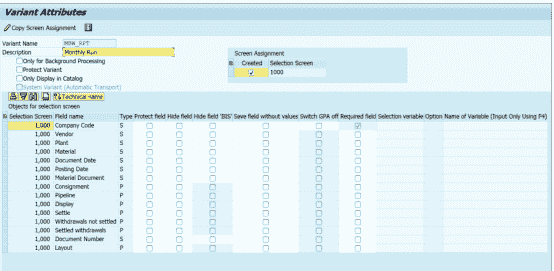 Variant Attributes
Copy Screen Assignment
Variant Name
Description Monthly Run
Only for Background Processing
Protect Variant
Only Display in Catalog
System Variant (Automatic Transport)
Screen Assignment
Created Selection Screen
1000
Technical name
Objects for selection screen
Selection Screen Field name Type Protect field Hide field Hide field 'BIS' Save field without values Switch GPA off Required field Selection variable Option Name of Variable (Input Only Using F4)
1,000 Company Code S
1,000 Vendor S
1,000 Plant S
1,000 Material S
1,000 Document Date S
1,000 Posting Date S
1,000 Material Document S
1,000 Consignment P
1,000 Pipeline P
1,000 Display P
1,000 Settle P
1,000 Withdrawals not settled P
1,000 Settled withdrawals P
1,000 Document Number S
1,000 Layout P